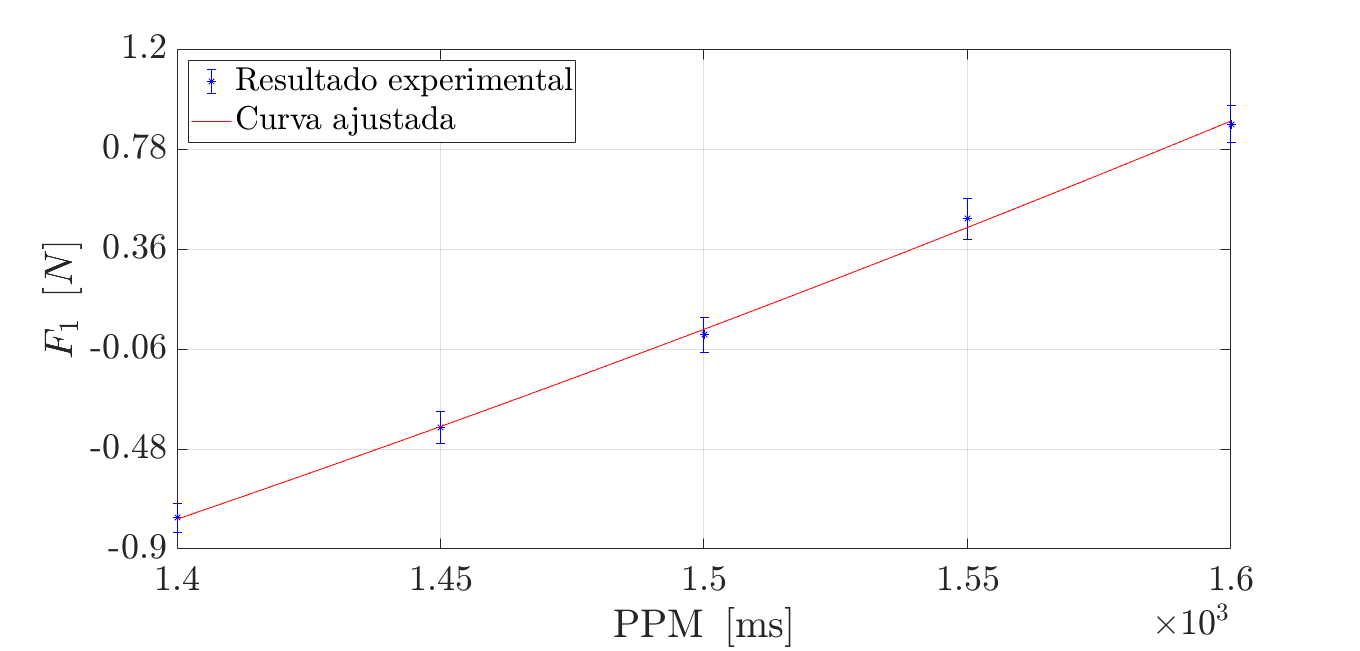 1.2
0.78
0.36
-0.06
-0.48
-0.9
F₁ [N]
Resultado experimental
Curva ajustada
1.4 1.45 1.5 1.55 1.6
PPM [ms]
×10³